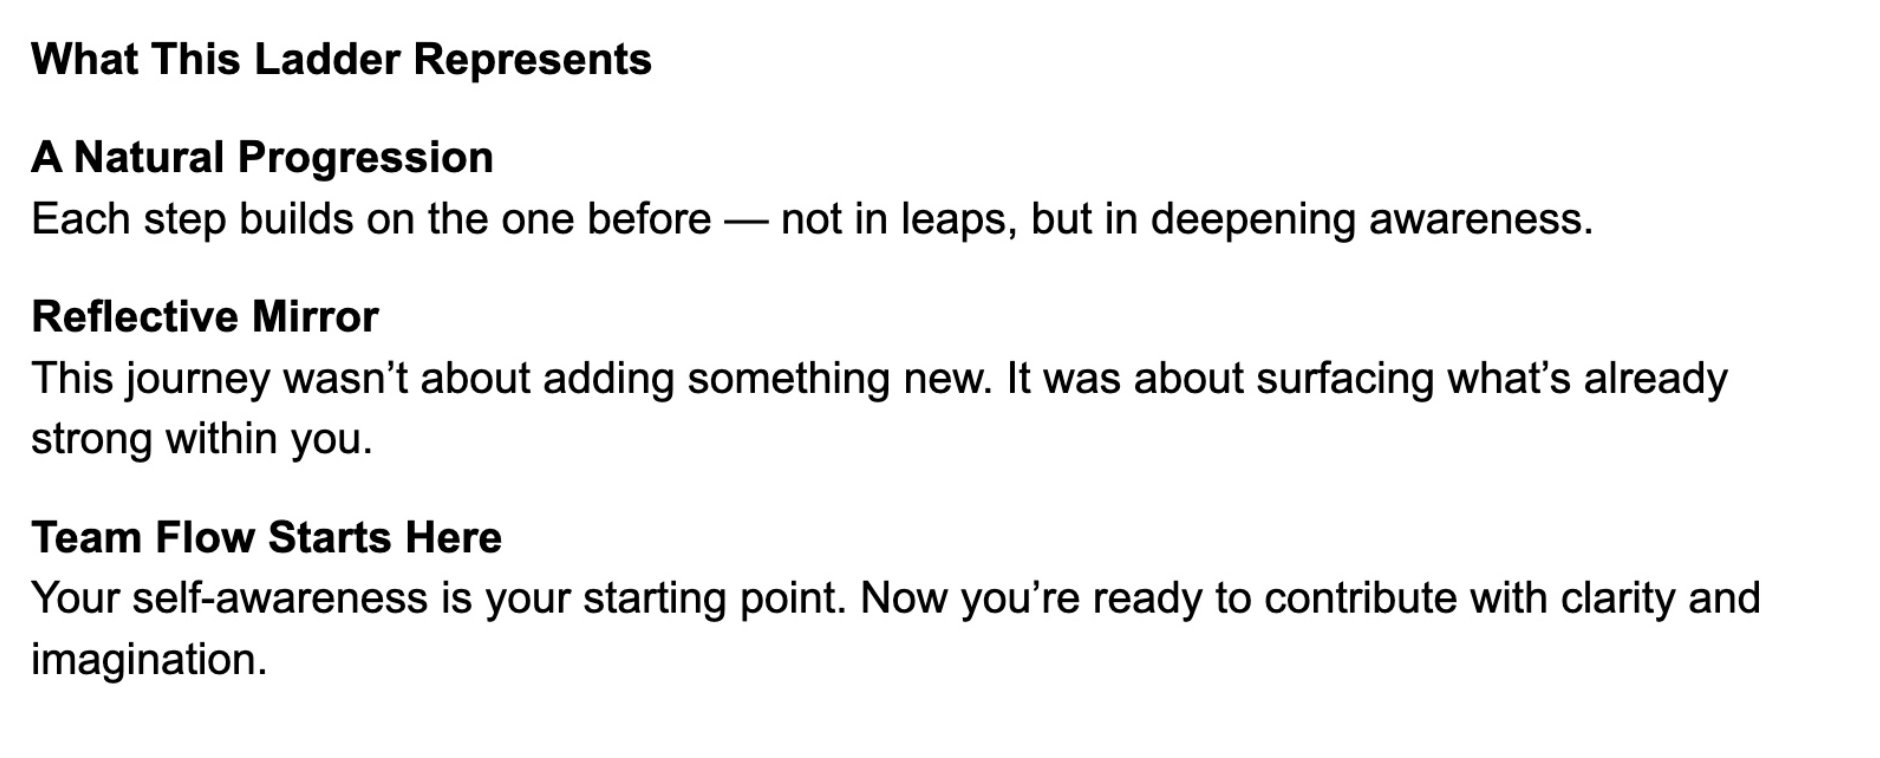 What This Ladder Represents
A Natural Progression
Each step builds on the one before — not in leaps, but in deepening awareness.
Reflective Mirror
This journey wasn’t about adding something new. It was about surfacing what’s already
strong within you.
Team Flow Starts Here
Your self-awareness is your starting point. Now you’re ready to contribute with clarity and
imagination.